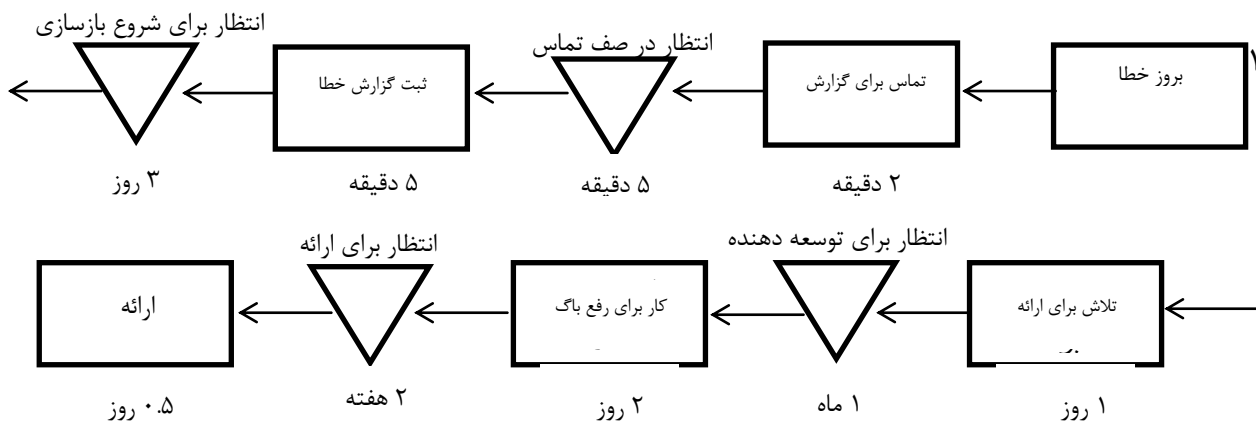 بروز خطا
تماس برای گزارش
۲ دقیقه
انتظار در صف تماس
۵ دقیقه
ثبت گزارش خطا
۵ دقیقه
انتظار برای شروع بازسازی
۳ روز
تلاش برای ارائه
۱ روز
انتظار برای توسعه دهنده
۱ ماه
کار برای رفع باگ
۲ روز
انتظار برای ارائه
۲ هفته
ارائه
۰.۵ روز